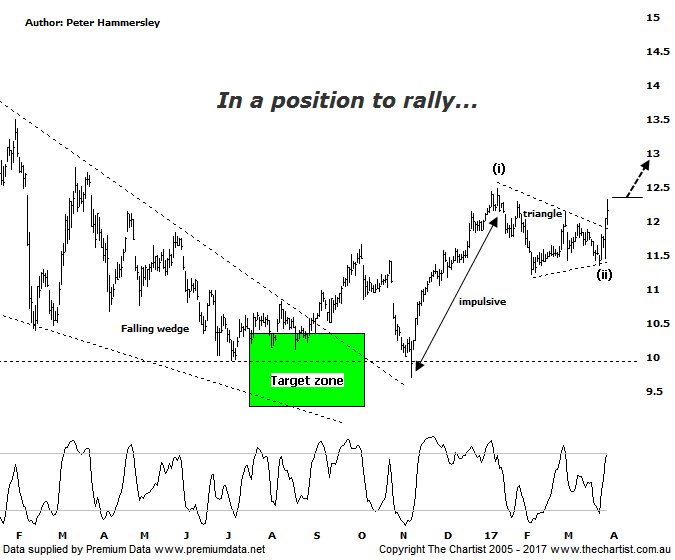 Author: Peter Hammersley
15
14.5
14
In a position to rally...
13.5
13
(i)
12.5
triangle
12
11.5
(ii)
11
impulsive
Falling wedge
10.5
10
Target zone
9.5
F M A M J J A S O N D 17 F M A
Data supplied by Premium Data www.premiumdata.net
Copyright The Chartist 2005 - 2017 www.thechartist.com.au